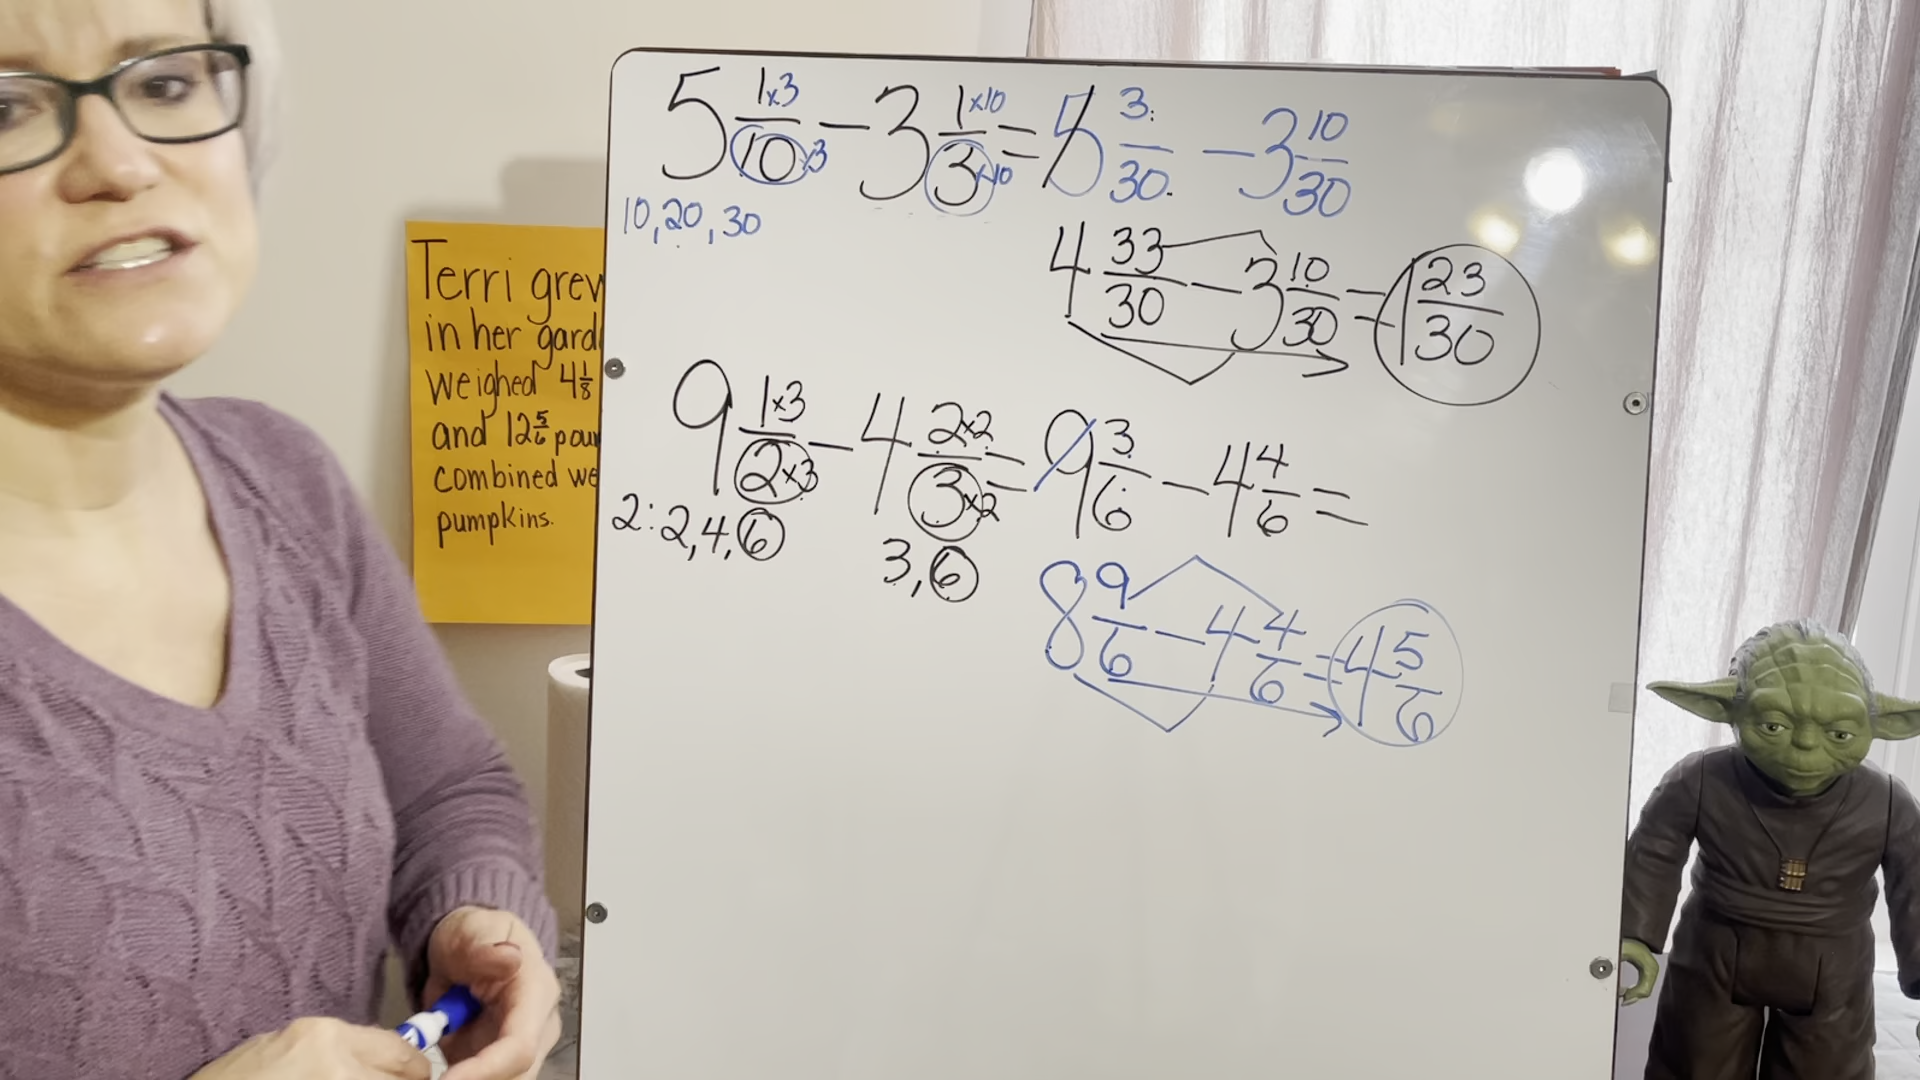 5 1×3/10×3 − 3 1×10/3×10 = 5 3/30 − 3 10/30
10, 20, 30
4 33/30 − 3 10/30 = 1 23/30
9 1×3/2×3 − 4 2×2/3×2 = 9 3/6 − 4 4/6 =
2: 2, 4, 6
3, 6
8 9/6 − 4 4/6 = 4 5/6
Terri grew
in her
weighed 4 1/8
and 12 5/6
combined
pumpkins.